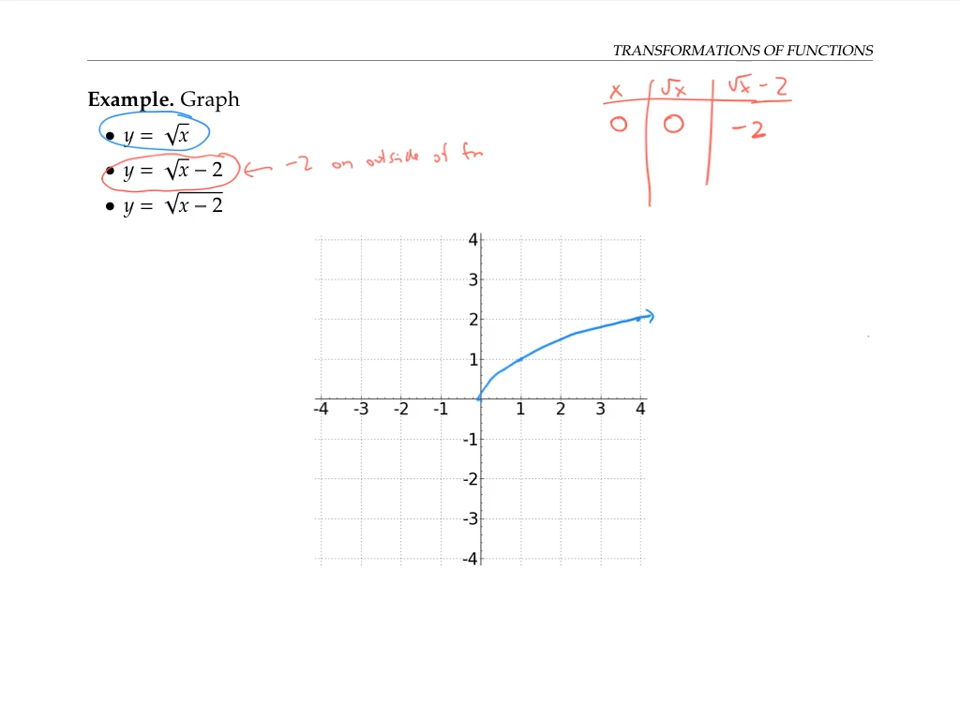 TRANSFORMATIONS OF FUNCTIONS
Example. Graph
• y = √x
• y = √x − 2 ← -2 on outside of fn
• y = √(x − 2)
x | √x | √x - 2
0 | 0 | -2
4
3
2
1
-4 -3 -2 -1 1 2 3 4
-1
-2
-3
-4